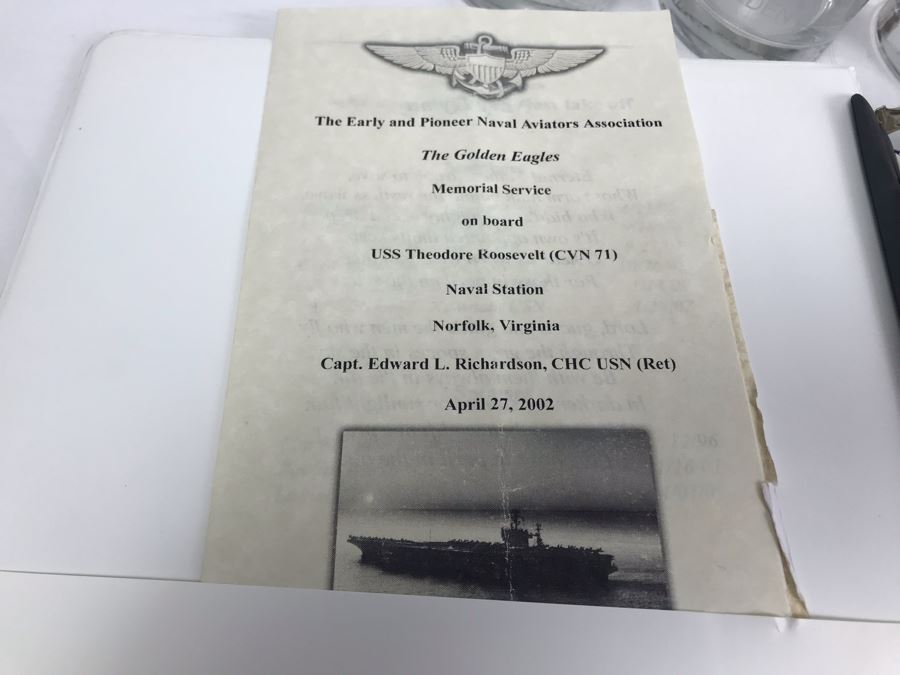 The Early and Pioneer Naval Aviators Association
The Golden Eagles
Memorial Service
on board
USS Theodore Roosevelt (CVN 71)
Naval Station
Norfolk, Virginia
Capt. Edward L. Richardson, CHC USN (Ret)
April 27, 2002